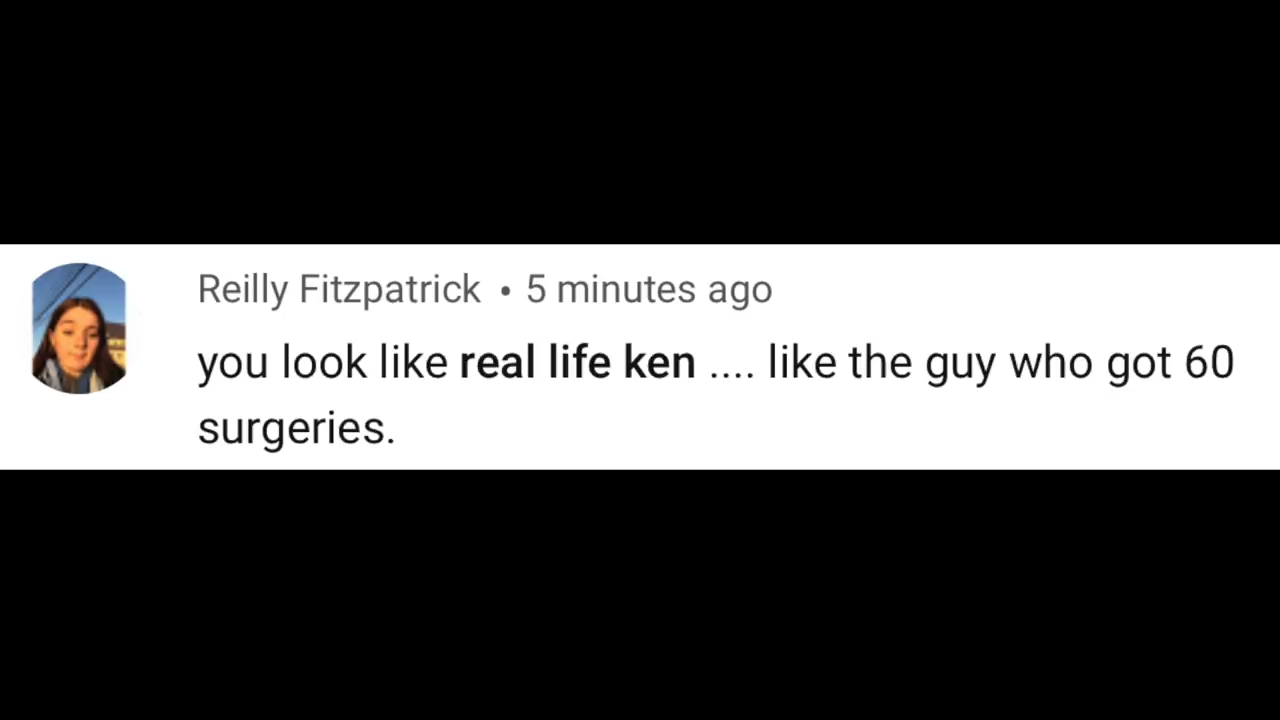 Reilly Fitzpatrick • 5 minutes ago
you look like real life ken .... like the guy who got 60
surgeries.